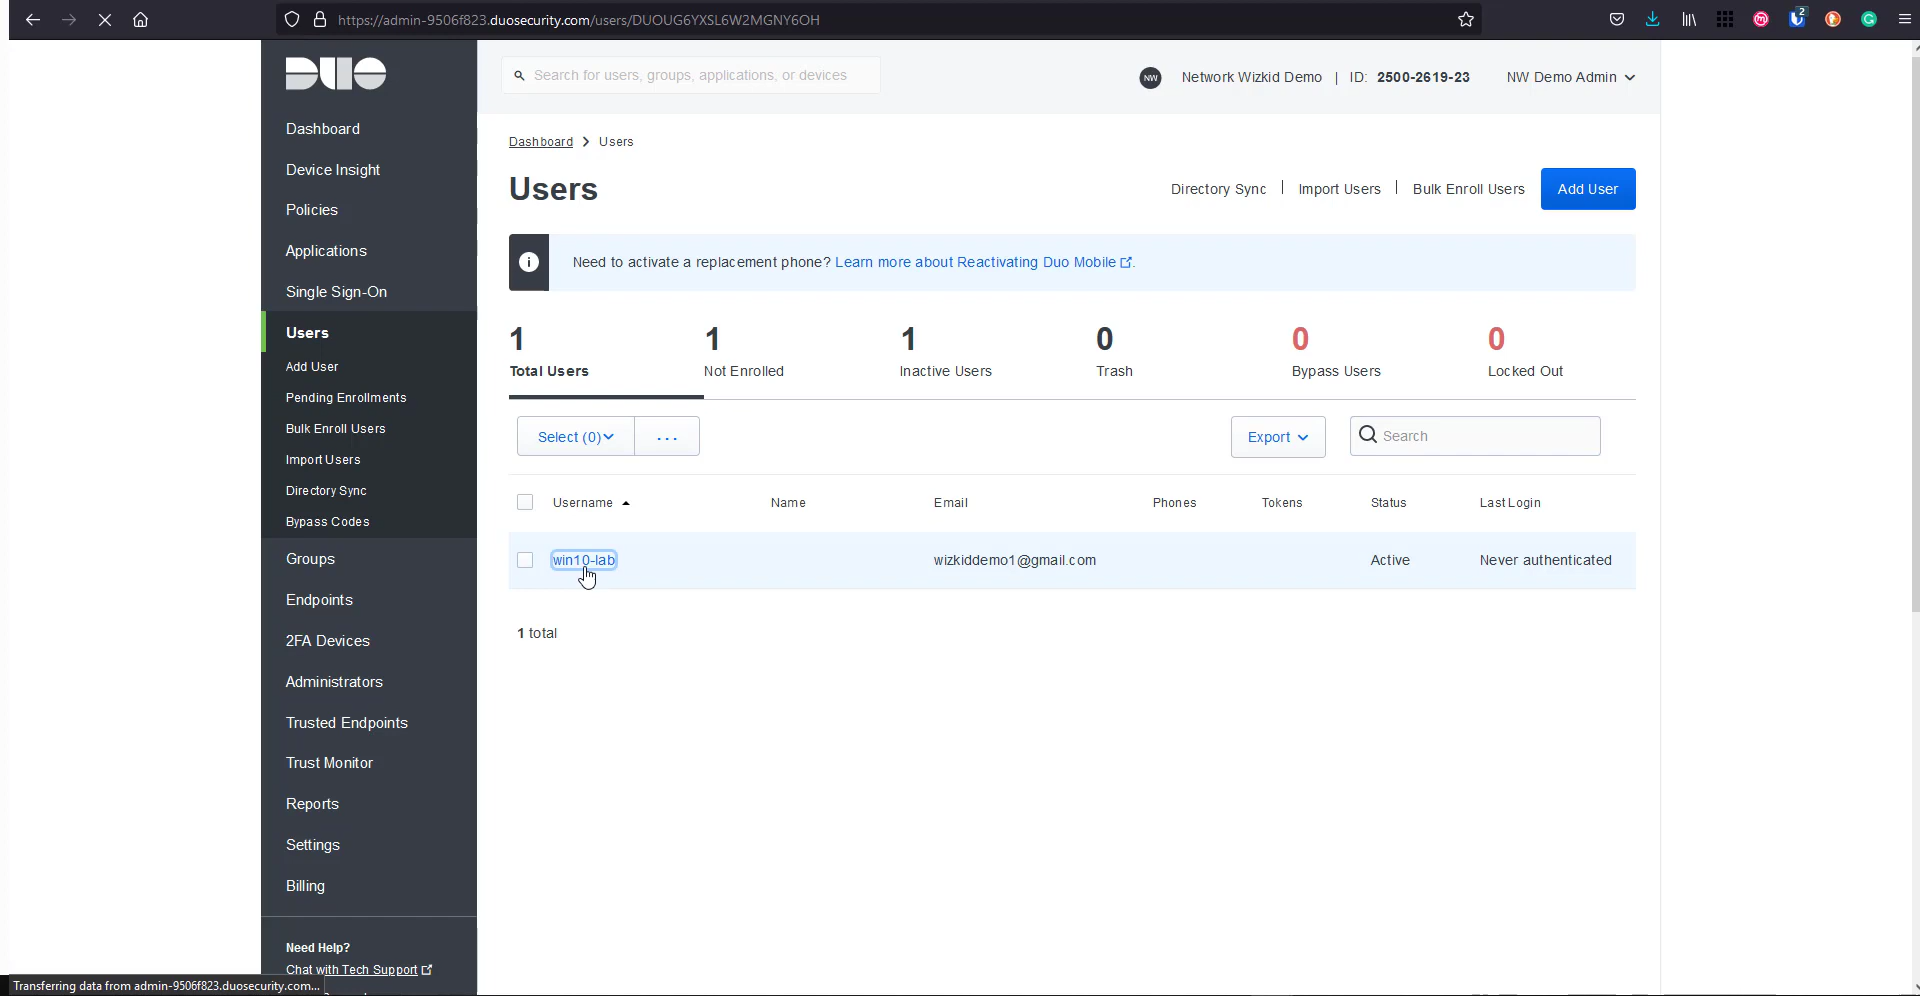 https://admin-9506f823.duosecurity.com/users/DUOUG6YXSL6W2MGNY6OH
2
DUO
Search for users, groups, applications, or devices
NW
Network Wizkid Demo | ID: 2500-2619-23
NW Demo Admin
Dashboard
Device Insight
Policies
Applications
Single Sign-On
Users
Add User
Pending Enrollments
Bulk Enroll Users
Import Users
Directory Sync
Bypass Codes
Groups
Endpoints
2FA Devices
Administrators
Trusted Endpoints
Trust Monitor
Reports
Settings
Billing
Need Help?
Chat with Tech Support
Dashboard > Users
Users
Directory Sync | Import Users | Bulk Enroll Users
Add User
Need to activate a replacement phone? Learn more about Reactivating Duo Mobile.
1
Total Users
1
Not Enrolled
1
Inactive Users
0
Trash
0
Bypass Users
0
Locked Out
Select (0)
...
Export
Search
Username Name Email Phones Tokens Status Last Login
win10-lab wizkiddemo1@gmail.com Active Never authenticated
1 total
Transferring data from admin-9506f823.duosecurity.com...